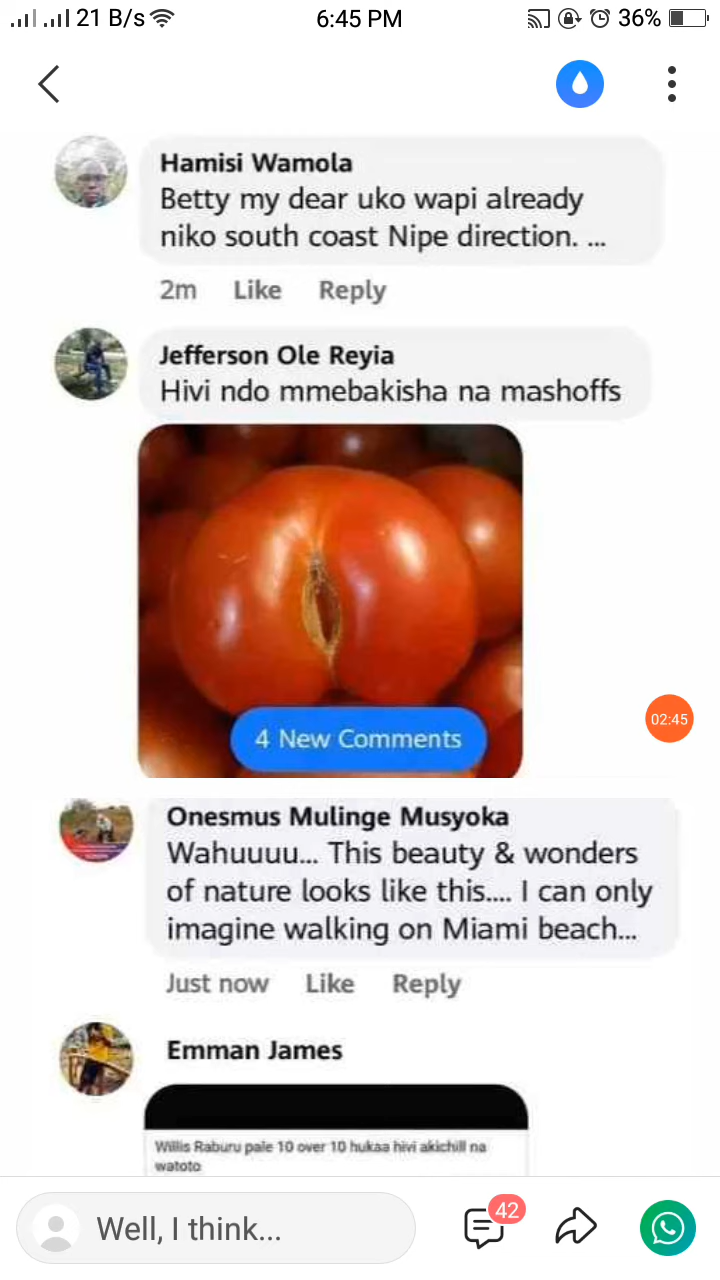 21 B/s
6:45 PM
36%
Hamisi Wamola
Betty my dear uko wapi already
niko south coast Nipe direction. ...
2m Like Reply
Jefferson Ole Reyia
Hivi ndo mmebakisha na mashoffs
4 New Comments
02:45
Onesmus Mulinge Musyoka
Wahuuuu... This beauty & wonders
of nature looks like this.... I can only
imagine walking on Miami beach...
Just now Like Reply
Emman James
Willis Raburu pale 10 over 10 hukaa hivi akichill na
watoto
Well, I think...
42